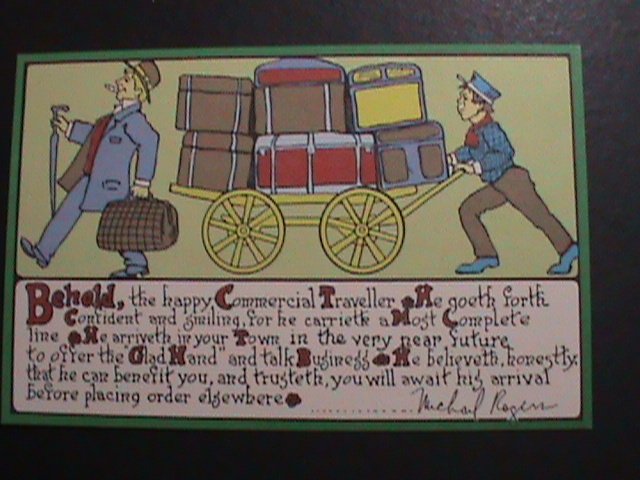 Behold, the happy Commercial Traveller He goeth forth
Confident and smiling, for he carrieth a Most Complete
line He arriveth in your Town in the very near future
to offer the "Glad Hand" and talk Business He believeth, honestly,
that he can benefit you, and trusteth, you will await his arrival
before placing order elsewhere
Michael Rogers